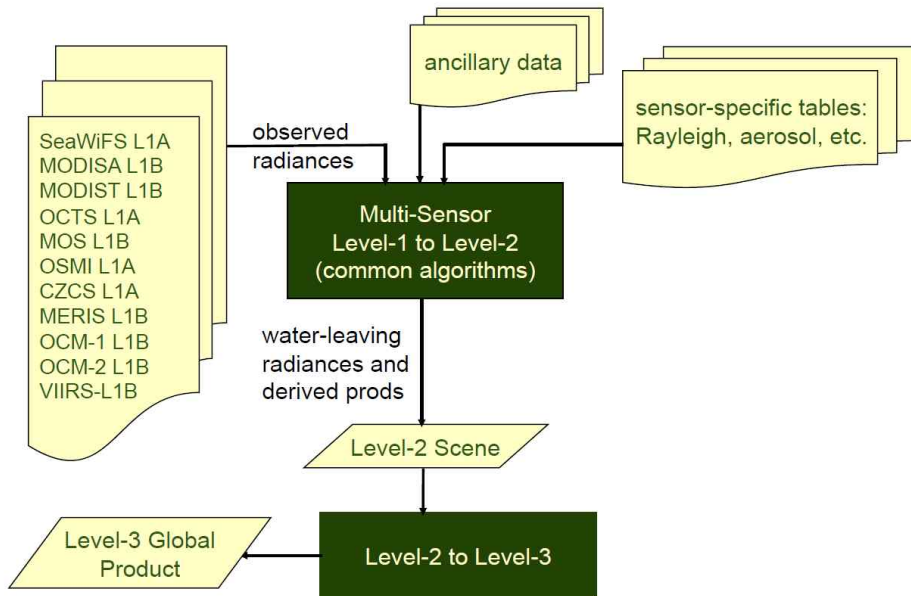 ancillary data
sensor-specific tables:
Rayleigh, aerosol, etc.
SeaWiFS L1A
MODISA L1B
MODIST L1B
OCTS L1A
MOS L1B
OSMI L1A
CZCS L1A
MERIS L1B
OCM-1 L1B
OCM-2 L1B
VIIRS-L1B
observed
radiances
Multi-Sensor
Level-1 to Level-2
(common algorithms)
water-leaving
radiances and
derived prods
Level-2 Scene
Level-2 to Level-3
Level-3 Global
Product